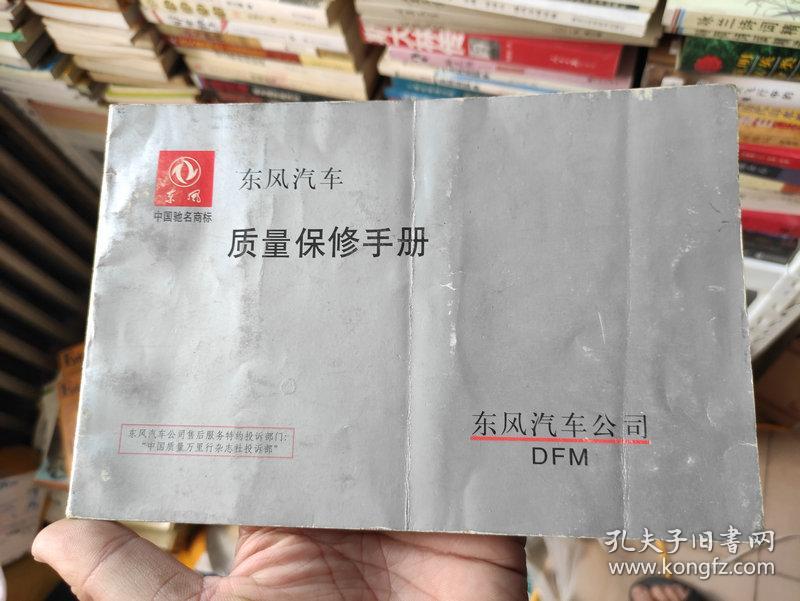 东风
中国驰名商标
东风汽车
质量保修手册
东风汽车公司售后服务特约投诉部门:
“中国质量万里行杂志社投诉部”
东风汽车公司
DFM
孔夫子旧书网
www.kongfz.com